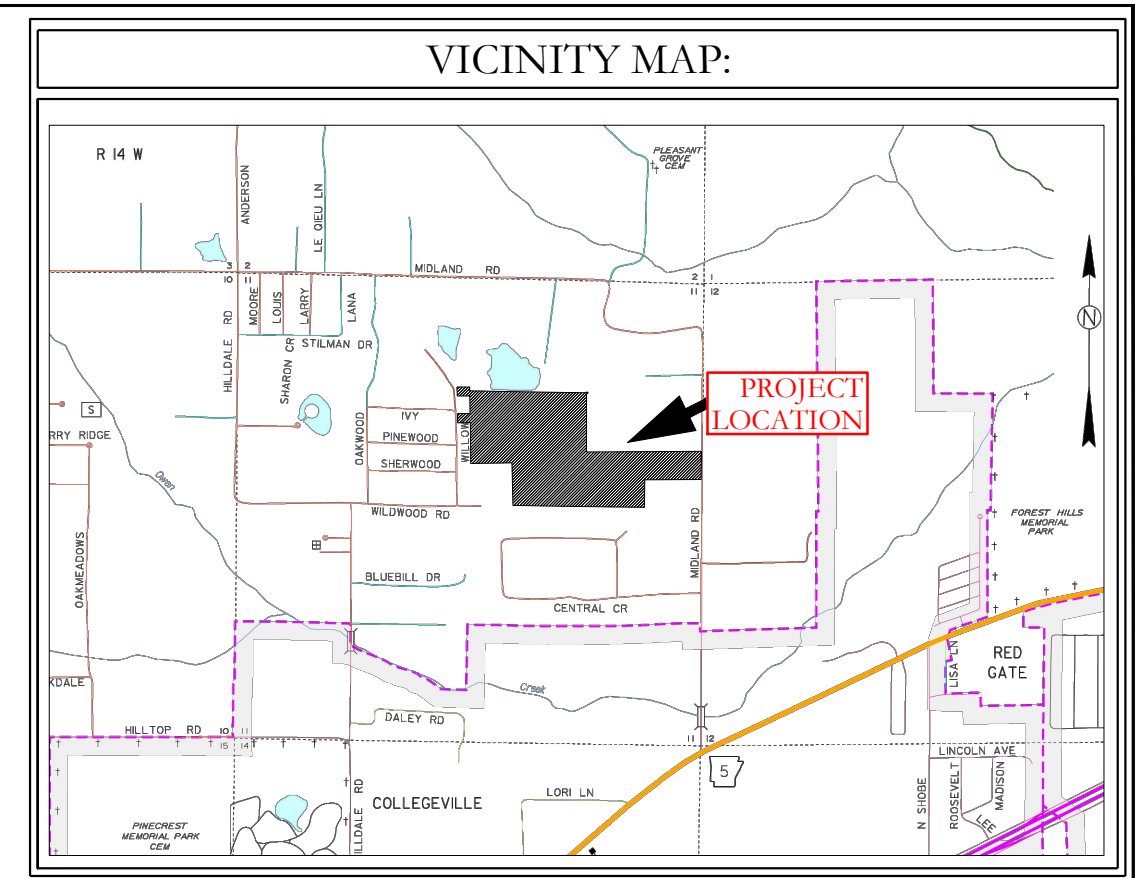 VICINITY MAP:
R 14 W
ANDERSON
LE QIEU LN
PLEASANT
GROVE
CEM
3 2
10 11
MIDLAND RD
2 1
11 12
HILLDALE RD
MOORE
LOUIS
LARRY
LANA
STILMAN DR
SHARON CR
N
PROJECT
LOCATION
S
RRY RIDGE
OAKWOOD
IVY
PINEWOOD
SHERWOOD
WILLOW
WILDWOOD RD
Owen
OAKMEADOWS
MIDLAND RD
FOREST HILLS
MEMORIAL
PARK
BLUEBILL DR
CENTRAL CR
LISA LN
RED
GATE
KDALE
Creek
DALEY RD
HILLTOP RD
10 11
15 14
11 12
5
LINCOLN AVE
COLLEGEVILLE
LORI LN
ILLDALE RD
N SHOBE
ROOSEVELT
MADISON
LEE
PINECREST
MEMORIAL PARK
CEM